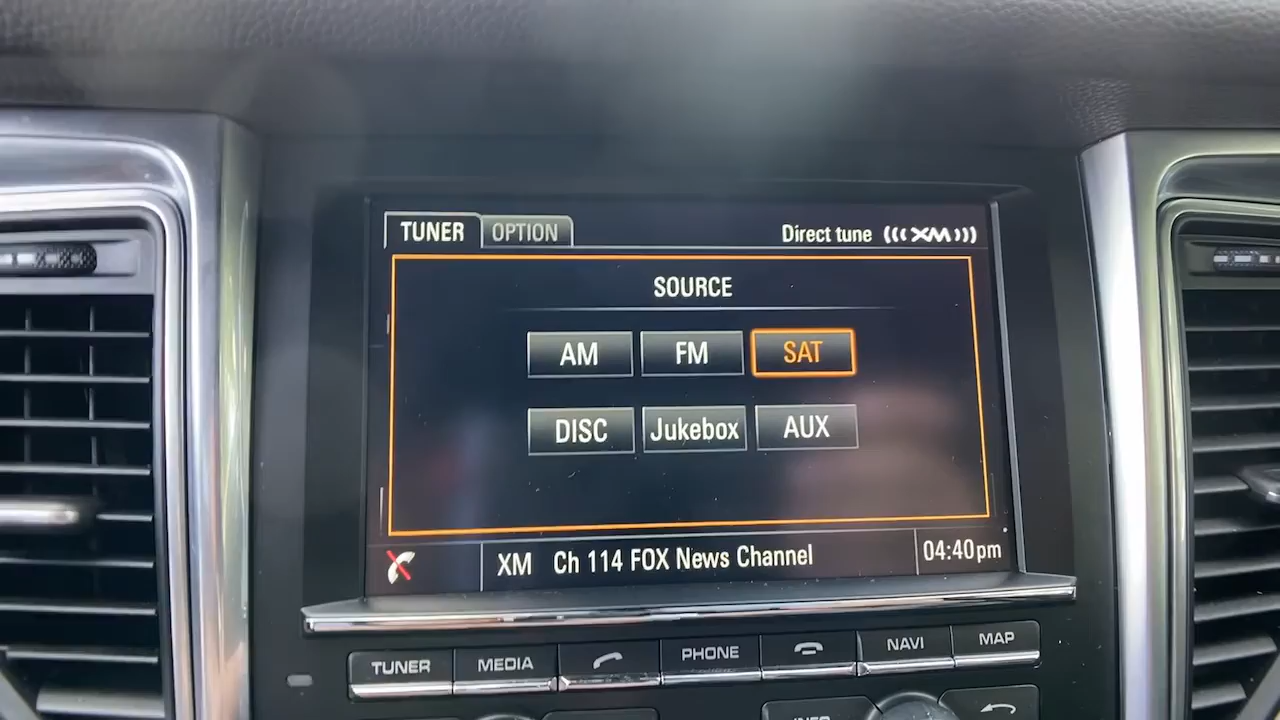 TUNER OPTION Direct tune (((XM)))
SOURCE
AM FM SAT
DISC Jukebox AUX
XM Ch 114 FOX News Channel 04:40pm
TUNER MEDIA PHONE NAVI MAP